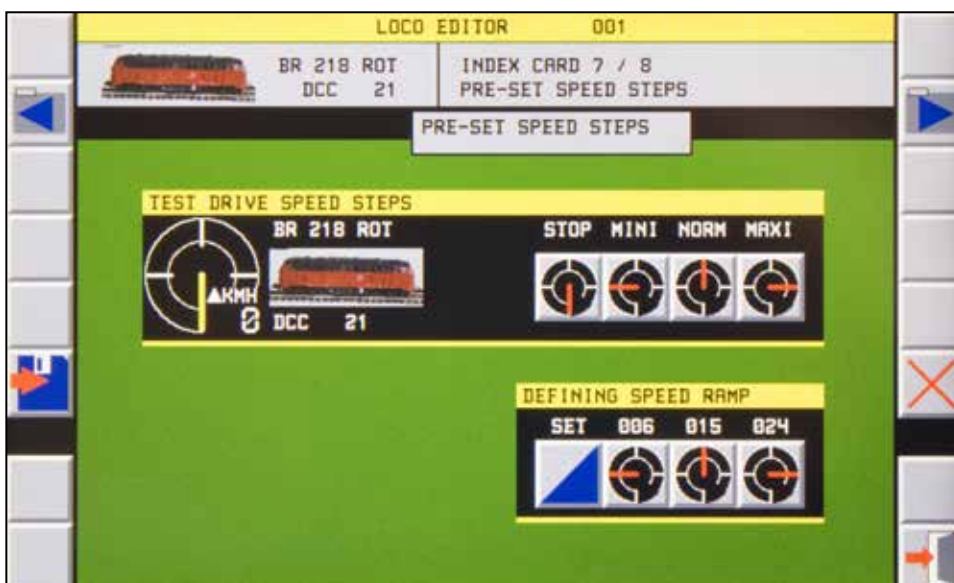 LOCO EDITOR 001
BR 218 ROT
DCC 21
INDEX CARD 7 / 8
PRE-SET SPEED STEPS
PRE-SET SPEED STEPS
TEST DRIVE SPEED STEPS
BR 218 ROT
KMH
0
DCC 21
STOP MINI NORM MAXI
DEFINING SPEED RAMP
SET 006 015 024